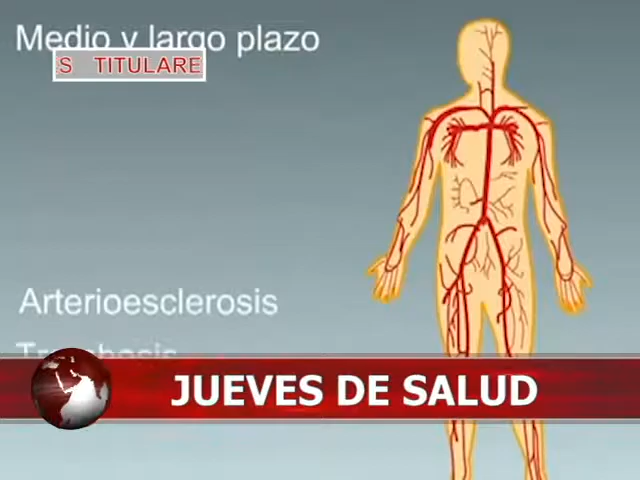 Medio y largo plazo
S TITULARE
Arterioesclerosis
JUEVES DE SALUD